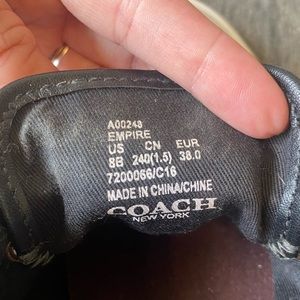 A00248
EMPIRE
US CN EUR
8B 240(1.5) 38.0
7200056/C16
MADE IN CHINA/CHINE
COACH
NEW YORK